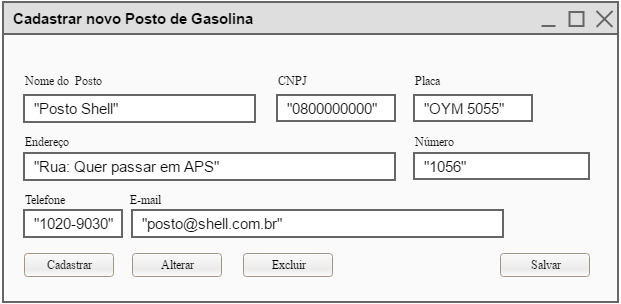 Cadastrar novo Posto de Gasolina
Nome do Posto CNPJ Placa
"Posto Shell" "0800000000" "OYM 5055"
Endereço Número
"Rua: Quer passar em APS" "1056"
Telefone E-mail
"1020-9030" "posto@shell.com.br"
Cadastrar Alterar Excluir Salvar